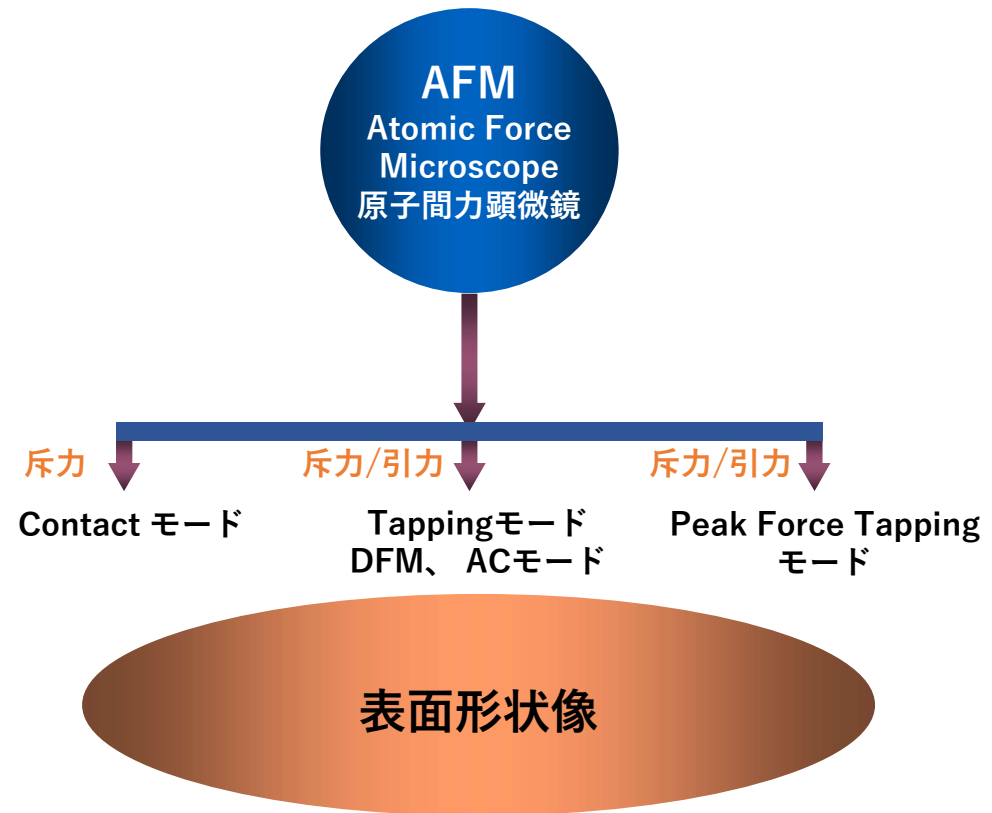 AFM
Atomic Force
Microscope
原子間力顕微鏡
斥力
斥力/引力
斥力/引力
Contact モード
Tappingモード
DFM、 ACモード
Peak Force Tapping
モード
表面形状像